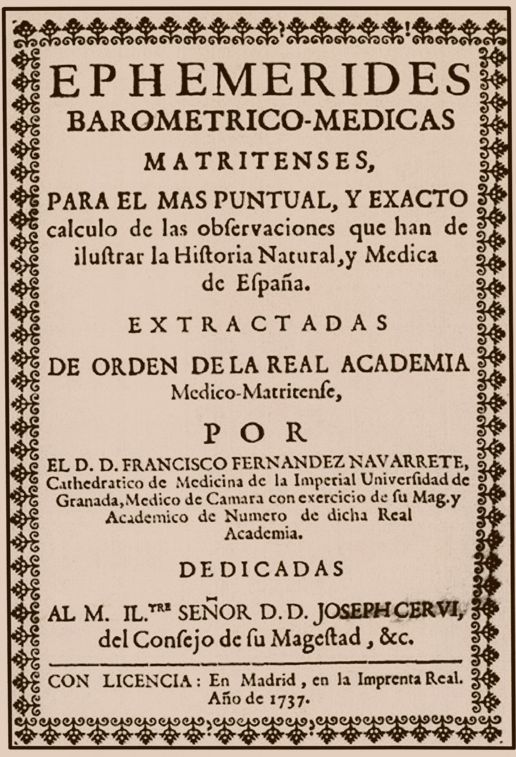 EPHEMERIDES
BAROMETRICO-MEDICAS
MATRITENSES,
PARA EL MAS PUNTUAL, Y EXACTO
calculo de las obſervaciones que han de
iluſtrar la Hiſtoria Natural, y Medica
de Eſpaña.
EXTRACTADAS
DE ORDEN DE LA REAL ACADEMIA
Medico-Matritenſe,
POR
EL D. D. FRANCISCO FERNANDEZ NAVARRETE,
Cathedratico de Medicina de la Imperial Univerſidad de
Granada, Medico de Camara con exercicio de ſu Mag. y
Academico de Numero de dicha Real
Academia.
DEDICADAS
AL M. IL.TRE SEÑOR D. D. JOSEPH CERVI,
del Conſejo de ſu Mageſtad, &c.
CON LICENCIA: En Madrid, en la Imprenta Real.
Año de 1737.